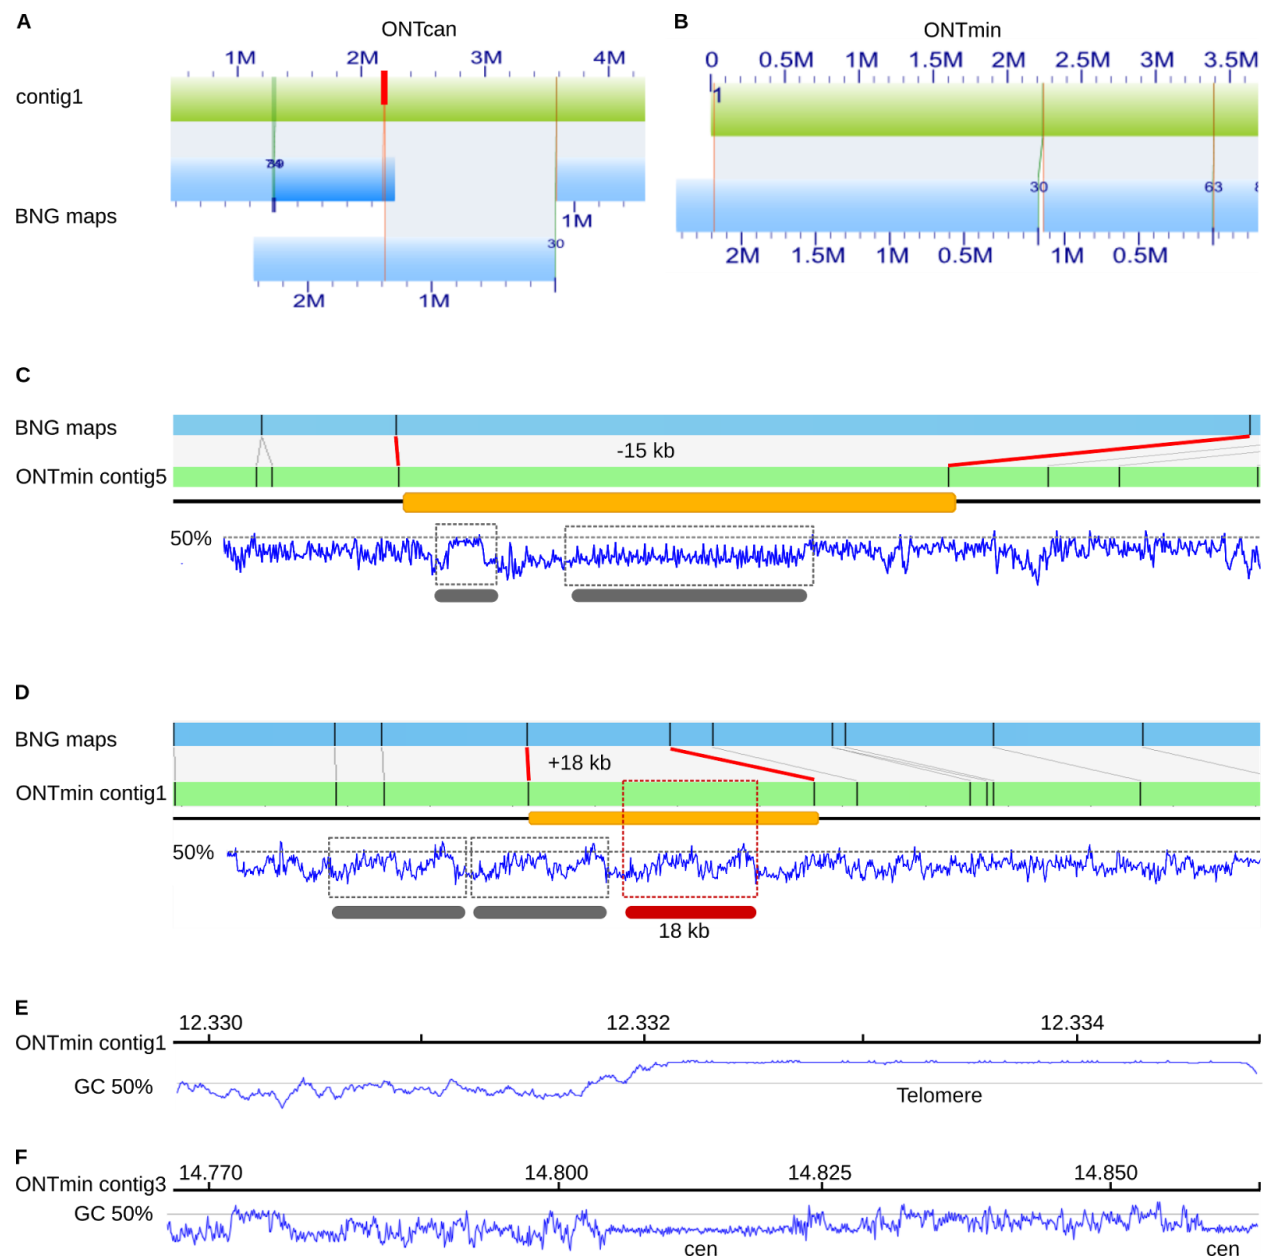 A
ONTcan
1M 2M 3M 4M
contig1
BNG maps
1M
30
2M 1M
B
ONTmin
0 0.5M 1M 1.5M 2M 2.5M 3M 3.5M
1
30 63
2M 1.5M 1M 0.5M 1M 0.5M
C
BNG maps
-15 kb
ONTmin contig5
50%
D
BNG maps
+18 kb
ONTmin contig1
50%
18 kb
E
12.330 12.332 12.334
ONTmin contig1
GC 50%
Telomere
F
14.770 14.800 14.825 14.850
ONTmin contig3
GC 50%
cen cen